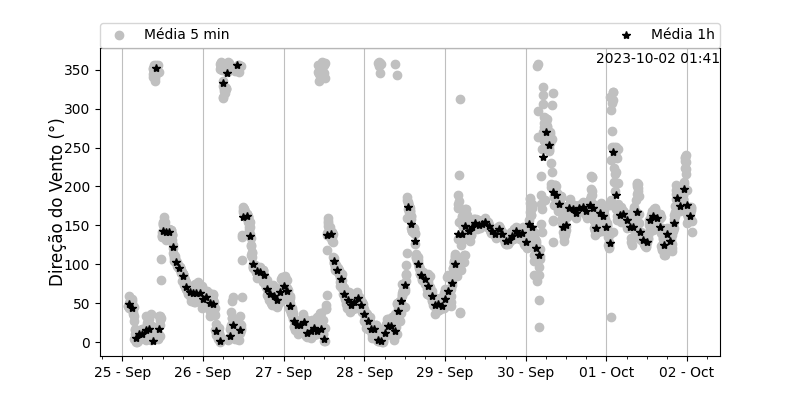 Média 5 min
Média 1h
2023-10-02 01:41
Direção do Vento (°)
350
300
250
200
150
100
50
0
25 - Sep
26 - Sep
27 - Sep
28 - Sep
29 - Sep
30 - Sep
01 - Oct
02 - Oct